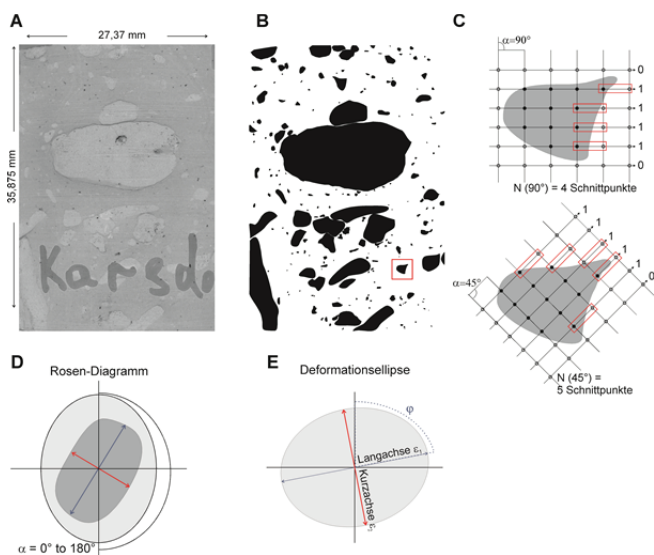 A
27,37 mm
35,875 mm
Karsdo
B
C
α=90°
0
1
1
1
1
0
N (90°) = 4 Schnittpunkte
α=45°
1
1
1
1
1
0
N (45°) =
5 Schnittpunkte
D
Rosen-Diagramm
α = 0° to 180°
E
Deformationsellipse
φ
Langachse ε₁
Kurzachse ε₂